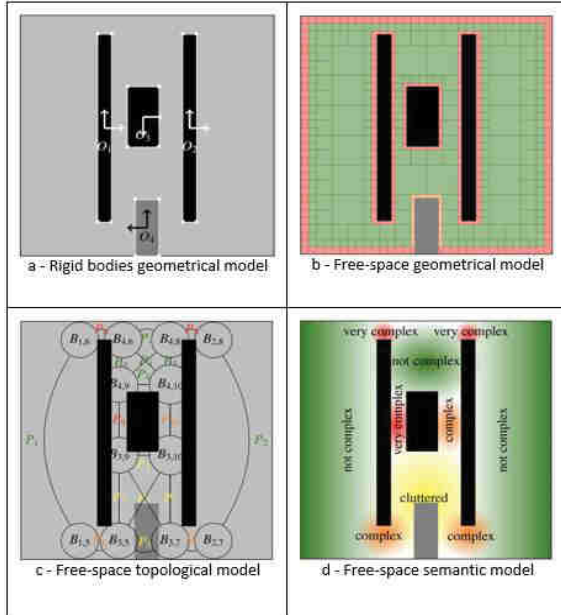 O1
O2
O3
O4
a - Rigid bodies geometrical model
b - Free-space geometrical model
B1,6
B4,6
B4,8
B2,8
B4,9
B4,10
P1
P2
B3,9
B3,10
B1,5
B3,5
B3,7
B2,7
c - Free-space topological model
very complex
very complex
not complex
not complex
very complex
complex
not complex
cluttered
complex
complex
d - Free-space semantic model